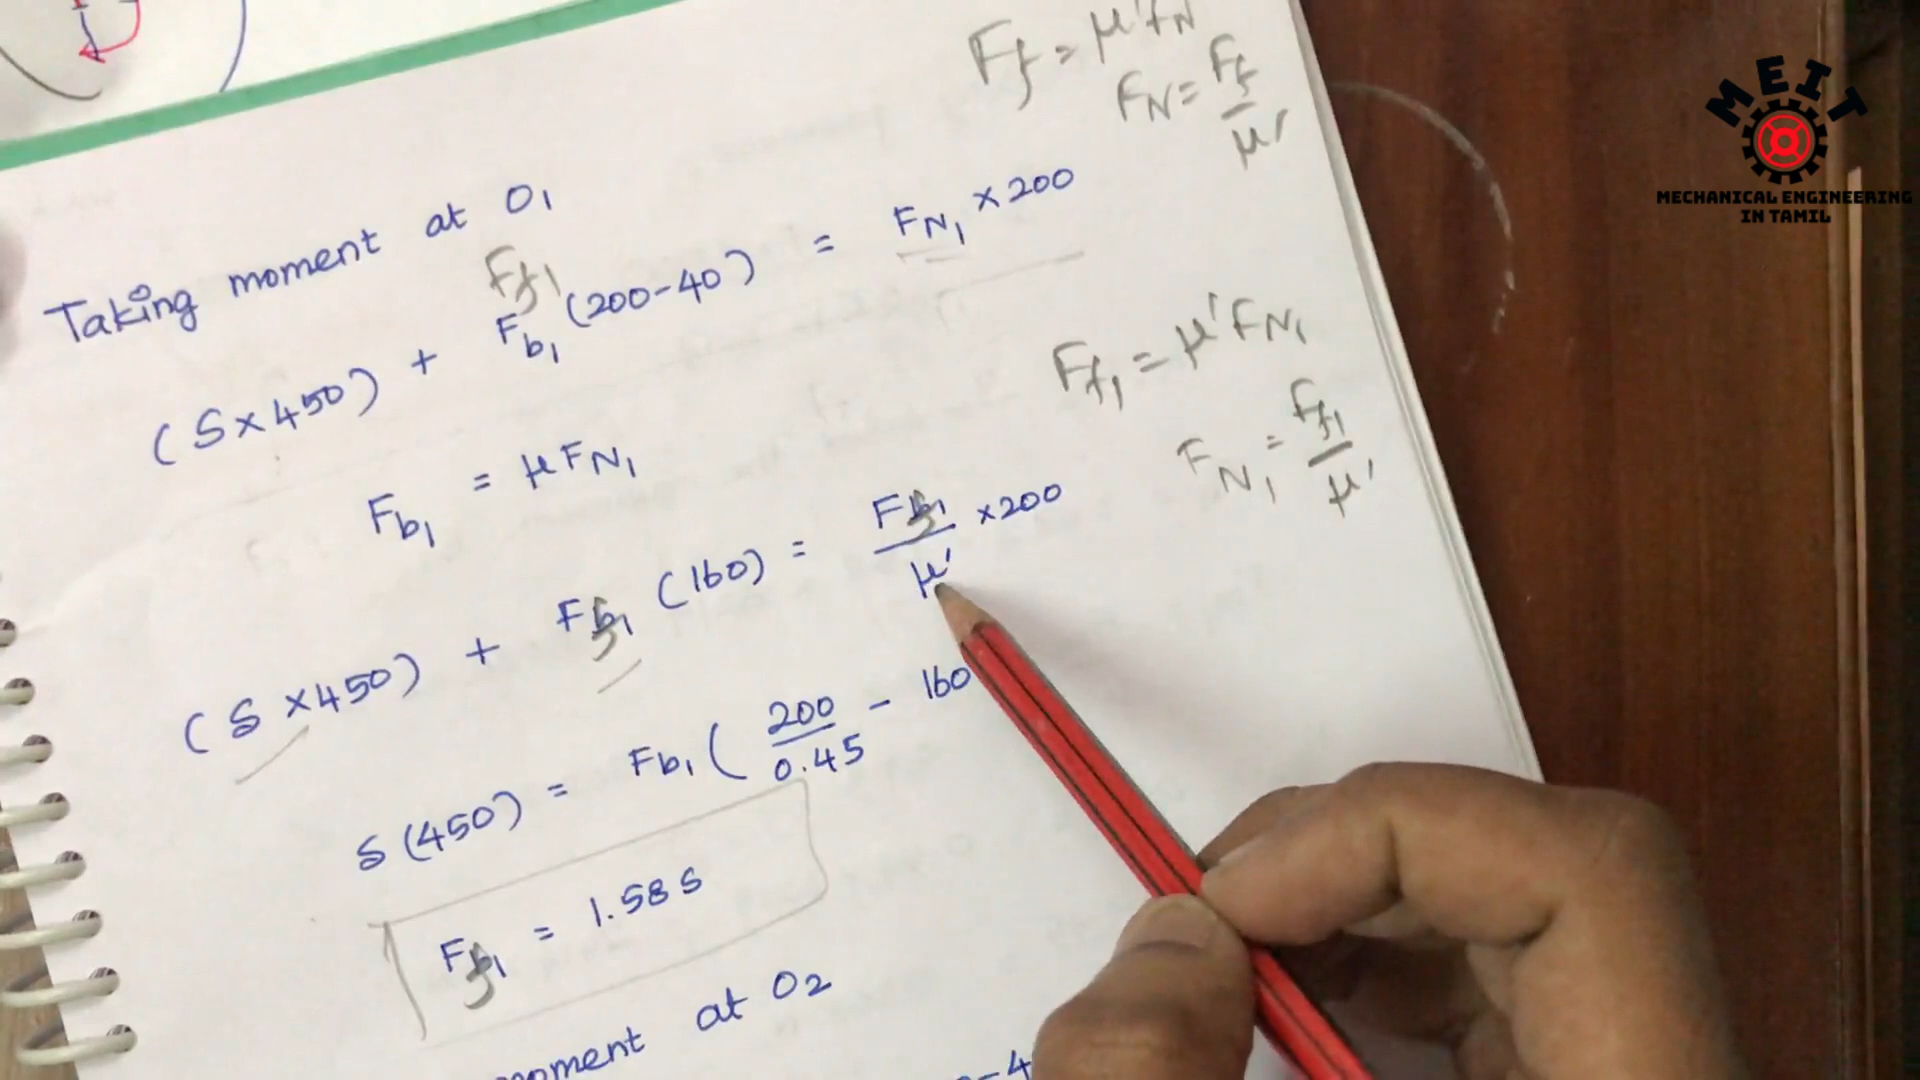 Ff = μ'FN
FN = Ff / μ'
Taking moment at O1
Ff1
(S×450) + Fb1 (200-40) = FN1 ×200
Fb1 = μFN1
Ff1 = μ'FN1
FN1 = Ff1 / μ'
(S×450) + Ff1 (160) = Ff1 / μ' ×200
S(450) = Fb1 ( 200 / 0.45 - 160
Ff1 = 1.58 S
moment at O2
-4
MEIT
MECHANICAL ENGINEERING
IN TAMIL